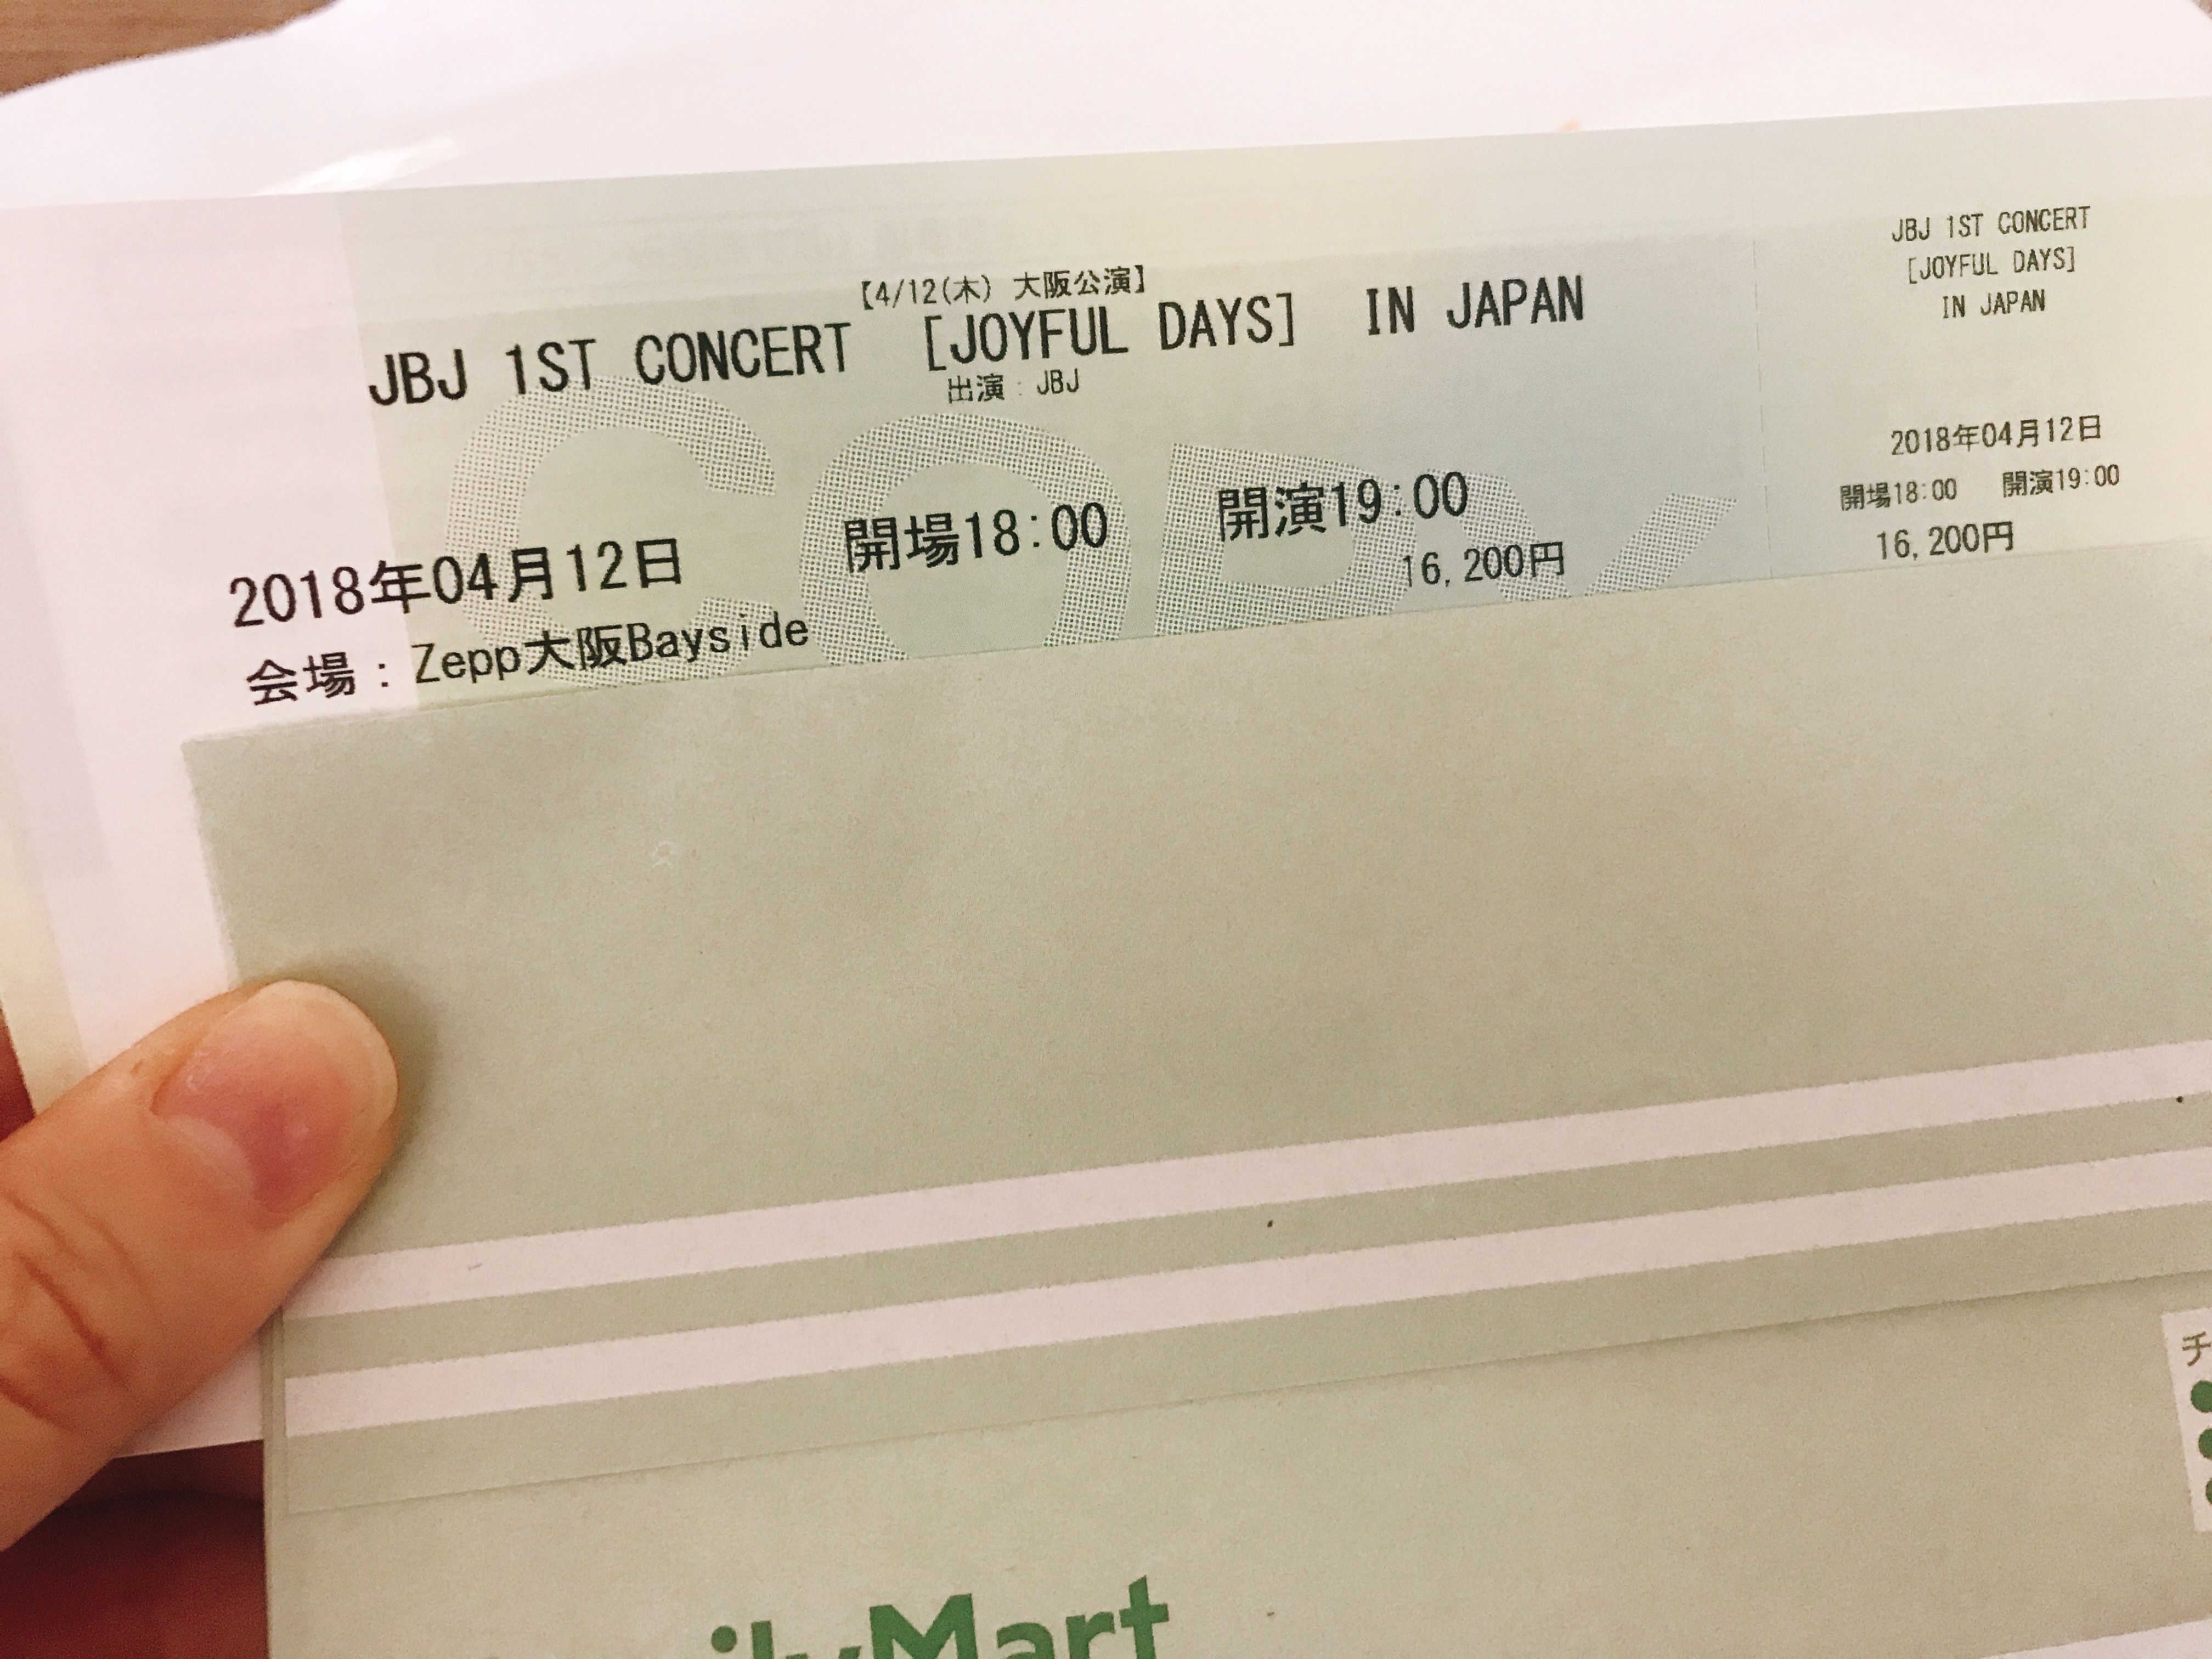 【4/12(木) 大阪公演】
JBJ 1ST CONCERT [JOYFUL DAYS] IN JAPAN
出演:JBJ
2018年04月12日 開場18:00 開演19:00
16,200円
会場:Zepp大阪Bayside
COPY
JBJ 1ST CONCERT
[JOYFUL DAYS]
IN JAPAN
2018年04月12日
開場18:00 開演19:00
16,200円
チ
ilyMart